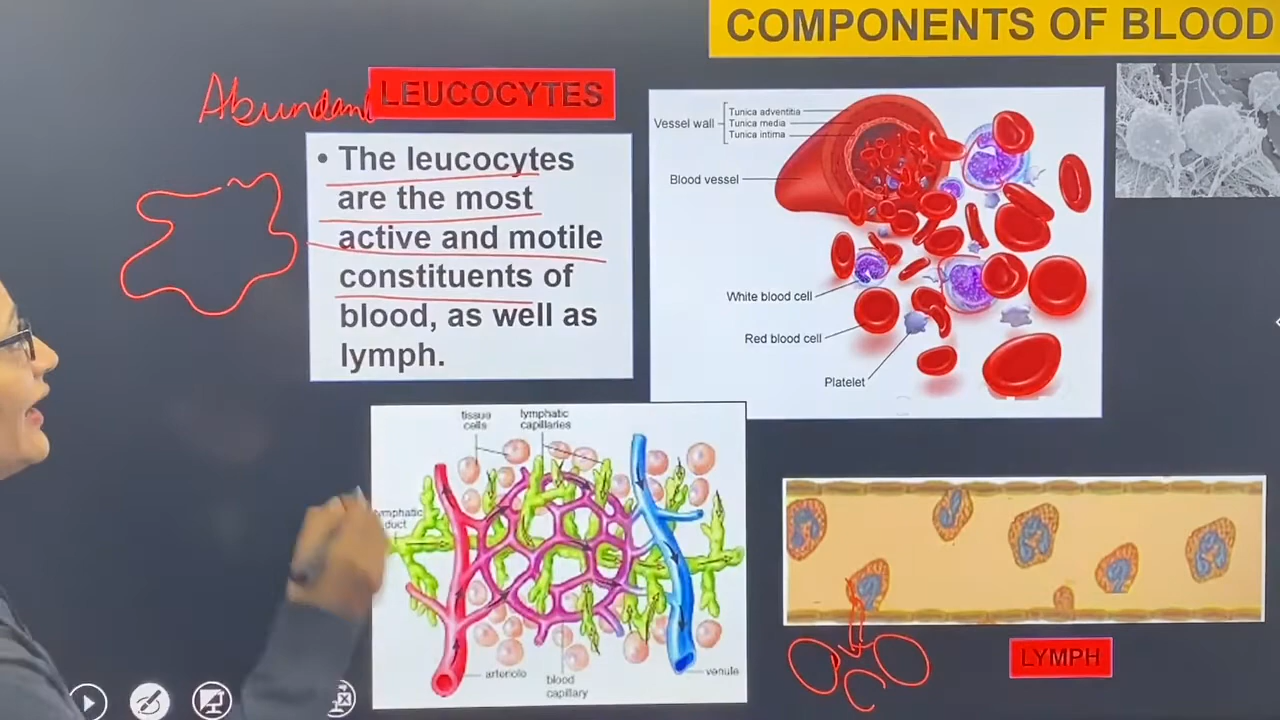 COMPONENTS OF BLOOD
Abundant
LEUCOCYTES
• The leucocytes
are the most
active and motile
constituents of
blood, as well as
lymph.
Vessel wall
Tunica adventitia
Tunica media
Tunica intima
Blood vessel
White blood cell
Red blood cell
Platelet
tissue
cells
lymphatic
capillaries
lymphatic
duct
arteriole
blood
capillary
venule
LYMPH